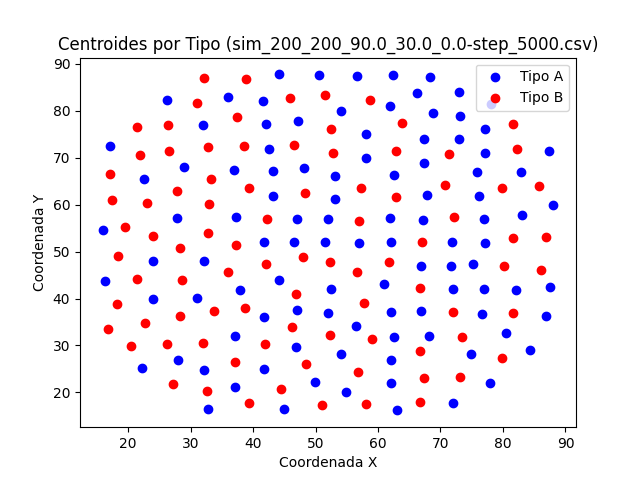 Centroides por Tipo (sim_200_200_90.0_30.0_0.0-step_5000.csv)
Tipo A
Tipo B
90
80
70
60
50
40
30
20
Coordenada Y
20 30 40 50 60 70 80 90
Coordenada X